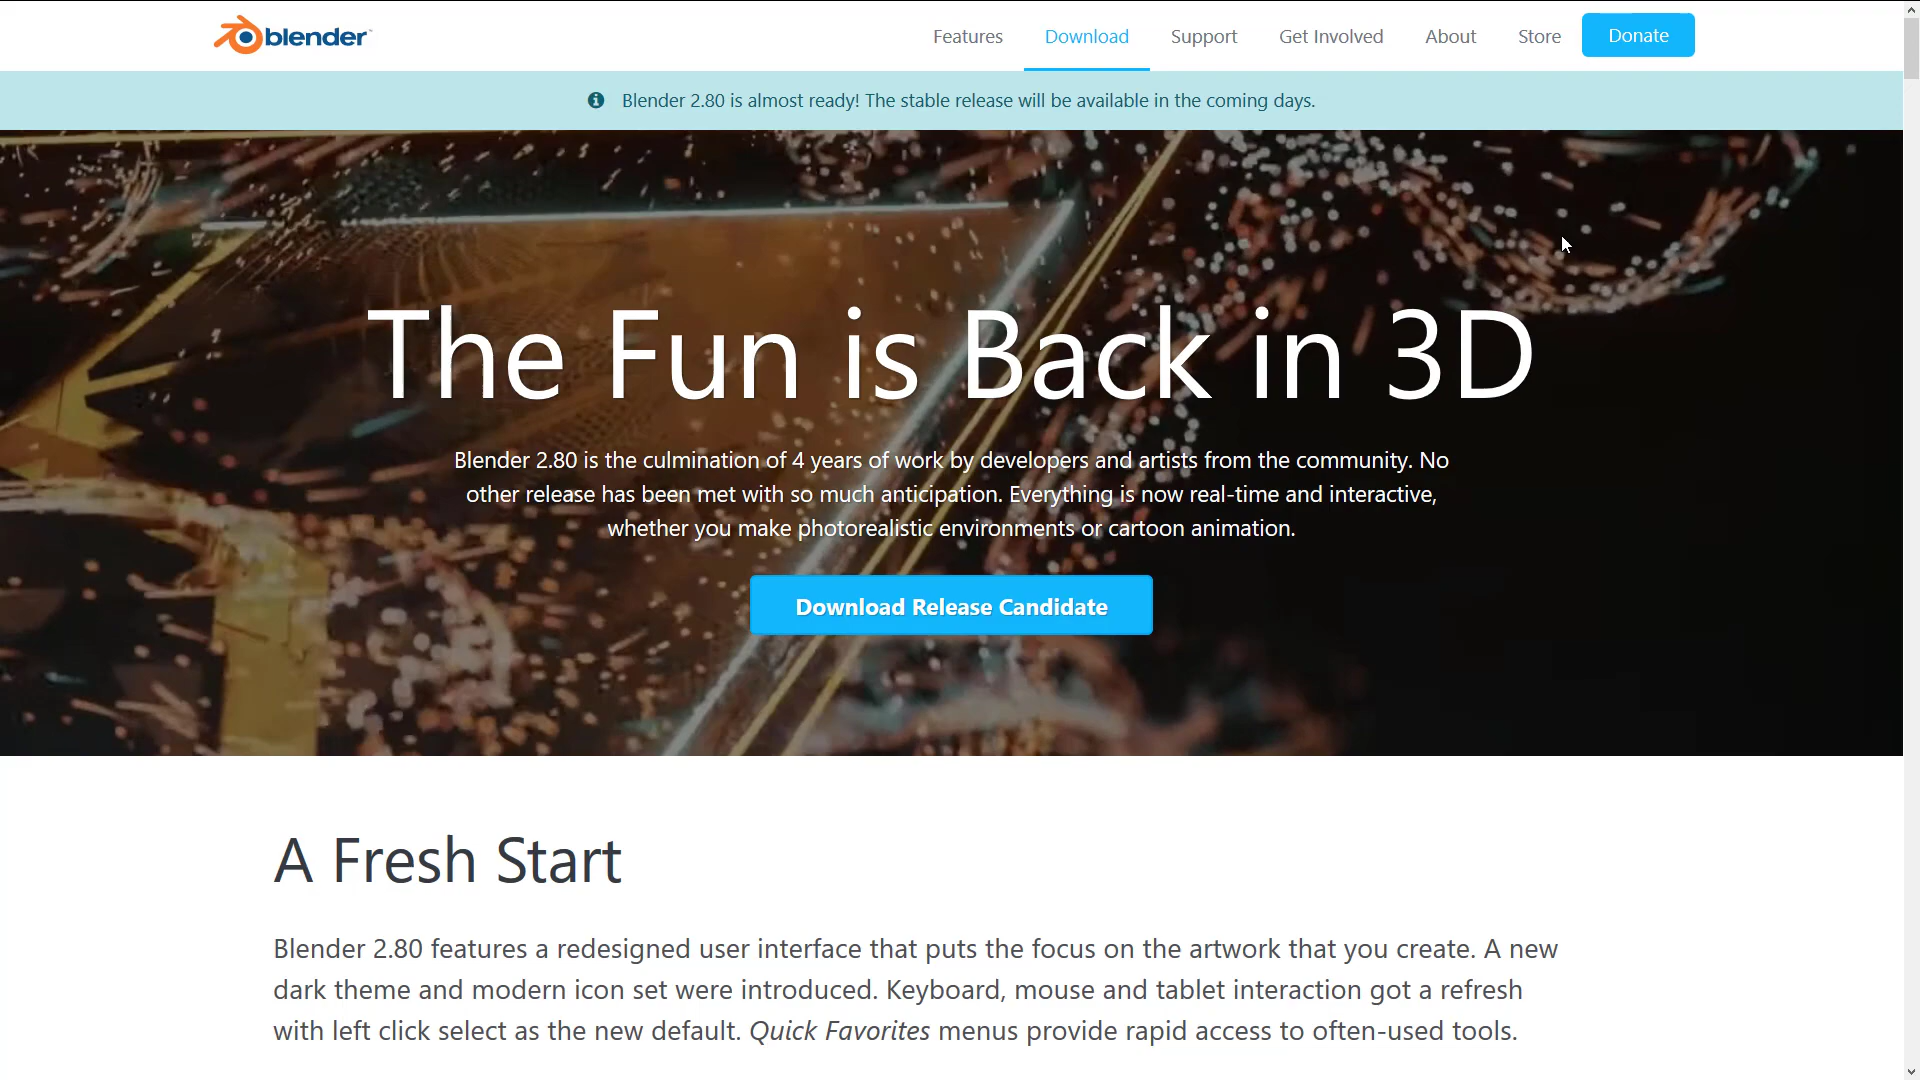 blender
Features
Download
Support
Get Involved
About
Store
Donate
Blender 2.80 is almost ready! The stable release will be available in the coming days.
The Fun is Back in 3D
Blender 2.80 is the culmination of 4 years of work by developers and artists from the community. No
other release has been met with so much anticipation. Everything is now real-time and interactive,
whether you make photorealistic environments or cartoon animation.
Download Release Candidate
A Fresh Start
Blender 2.80 features a redesigned user interface that puts the focus on the artwork that you create. A new
dark theme and modern icon set were introduced. Keyboard, mouse and tablet interaction got a refresh
with left click select as the new default. Quick Favorites menus provide rapid access to often-used tools.